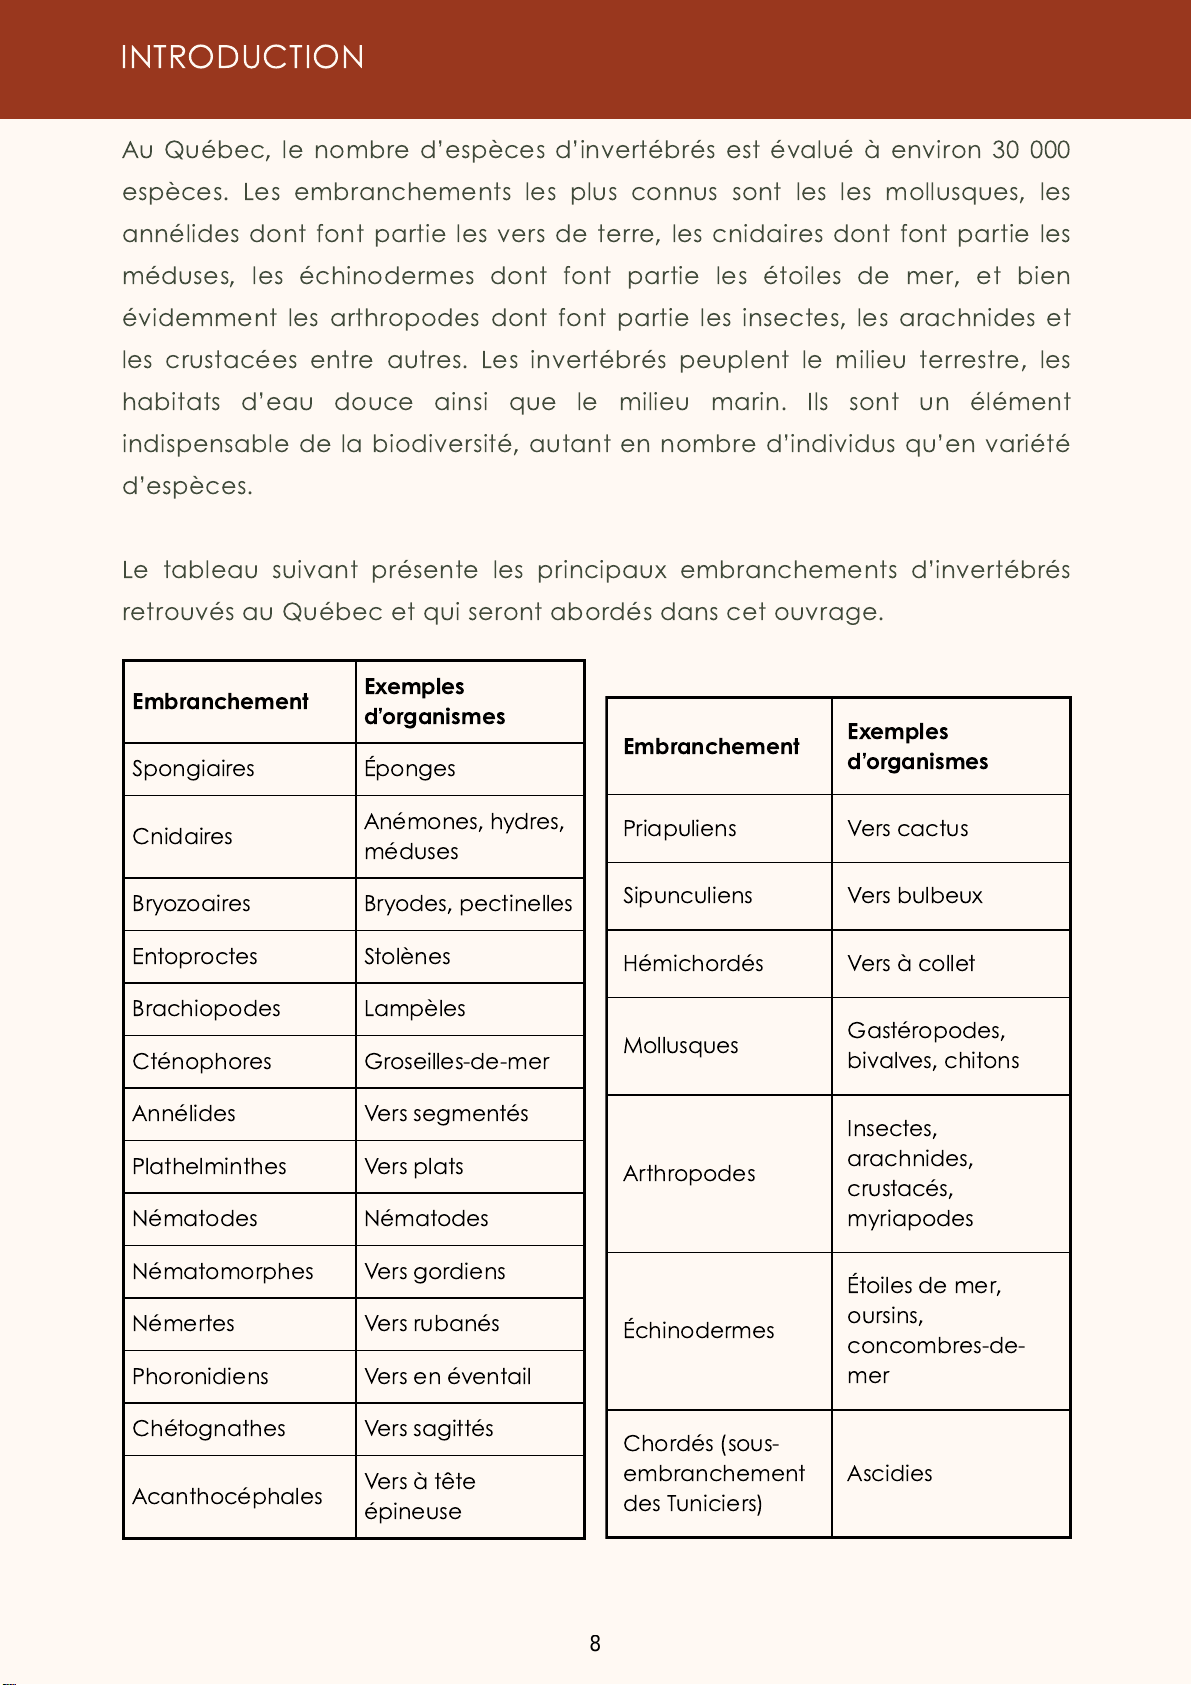 INTRODUCTION
Au Québec, le nombre d'espèces d'invertébrés est évalué à environ 30 000
espèces. Les embranchements les plus connus sont les les mollusques, les
annélides dont font partie les vers de terre, les cnidaires dont font partie les
méduses, les échinodermes dont font partie les étoiles de mer, et bien
évidemment les arthropodes dont font partie les insectes, les arachnides et
les crustacées entre autres. Les invertébrés peuplent le milieu terrestre, les
habitats d'eau douce ainsi que le milieu marin. Ils sont un élément
indispensable de la biodiversité, autant en nombre d'individus qu'en variété
d'espèces.
Le tableau suivant présente les principaux embranchements d'invertébrés
retrouvés au Québec et qui seront abordés dans cet ouvrage.
Embranchement
Exemples
d'organismes
Spongiaires
Éponges
Cnidaires
Anémones, hydres,
méduses
Bryozoaires
Bryodes, pectinelles
Entoproctes
Stolènes
Brachiopodes
Lampèles
Cténophores
Groseilles-de-mer
Annélides
Vers segmentés
Plathelminthes
Vers plats
Nématodes
Nématodes
Nématomorphes
Vers gordiens
Némertes
Vers rubanés
Phoronidiens
Vers en éventail
Chétognathes
Vers sagittés
Acanthocéphales
Vers à tête
épineuse
Embranchement
Exemples
d'organismes
Priapuliens
Vers cactus
Sipunculiens
Vers bulbeux
Hémichordés
Vers à collet
Mollusques
Gastéropodes,
bivalves, chitons
Arthropodes
Insectes,
arachnides,
crustacés,
myriapodes
Échinodermes
Étoiles de mer,
oursins,
concombres-de-
mer
Chordés (sous-
embranchement
des Tuniciers)
Ascidies
8